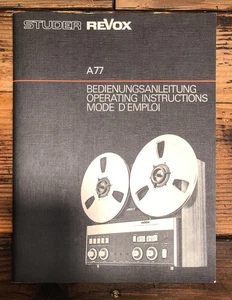 STUDER REVOX
A77
BEDIENUNGSANLEITUNG
OPERATING INSTRUCTIONS
MODE D'EMPLOI